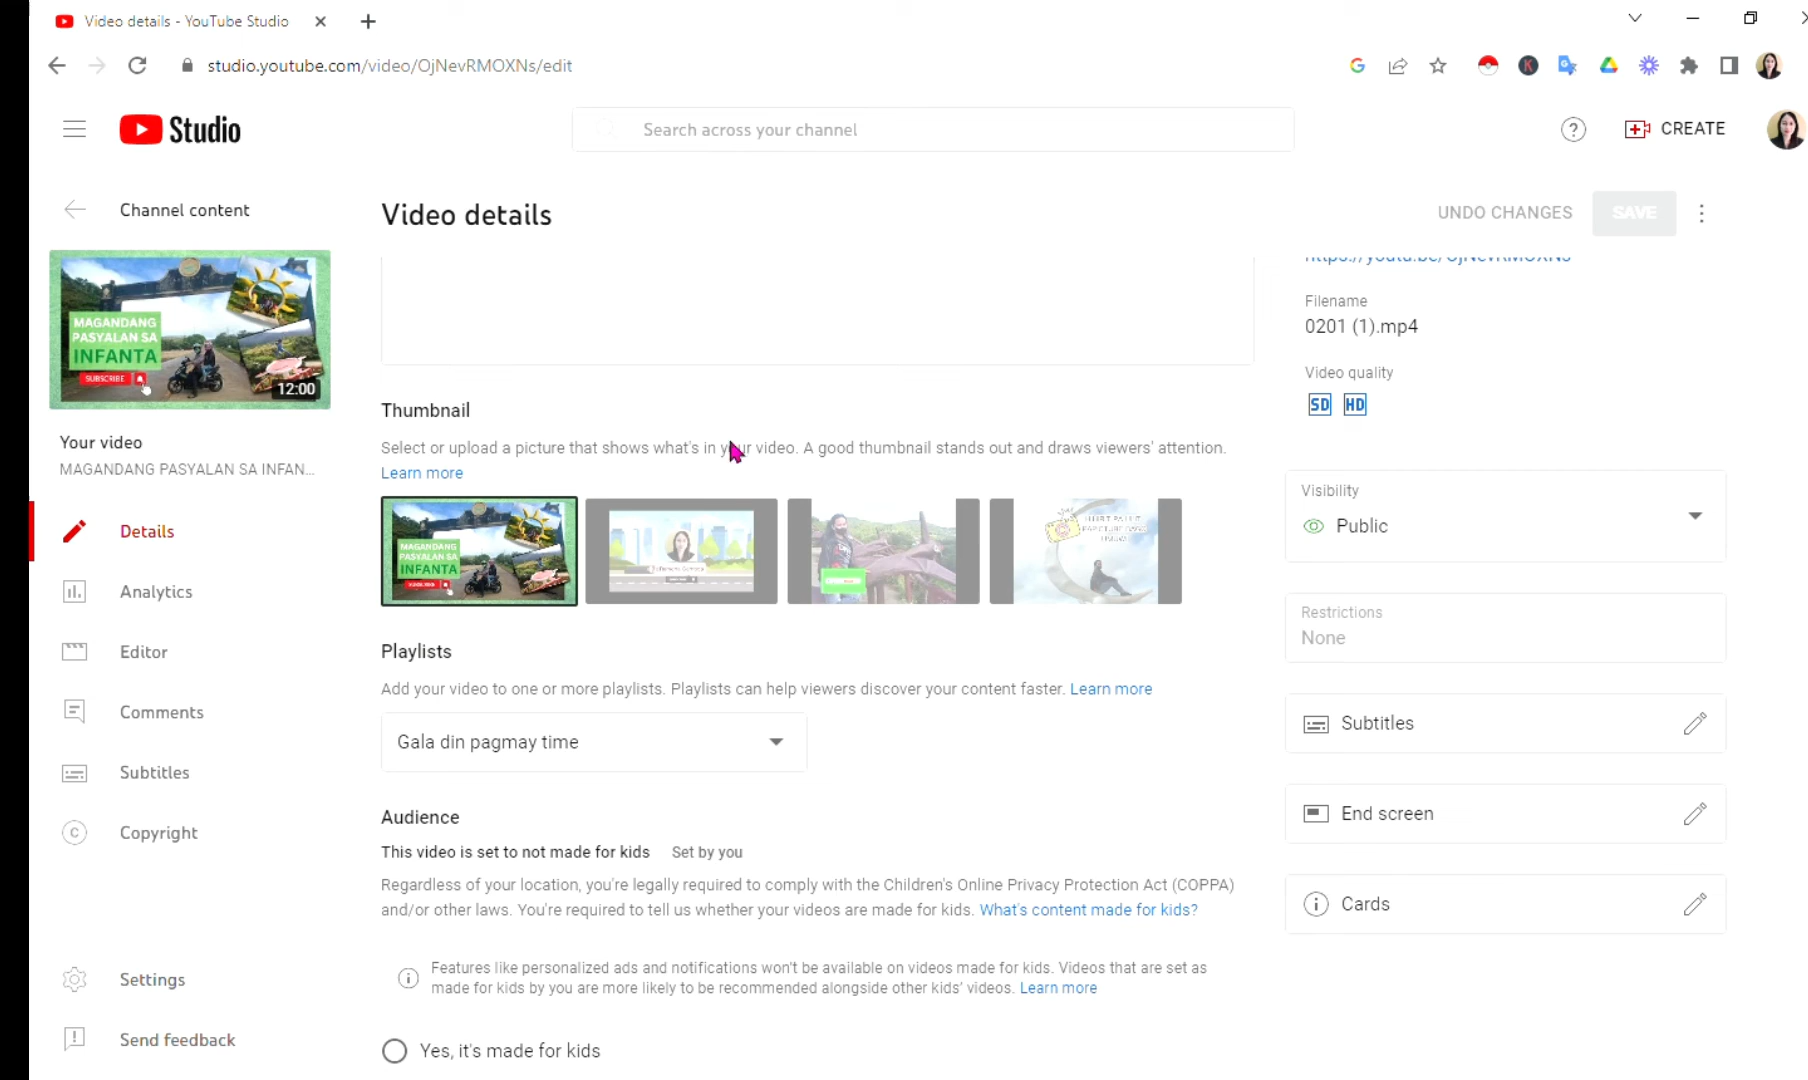 Video details - YouTube Studio
studio.youtube.com/video/OjNevRMOXNs/edit
Studio
Search across your channel
CREATE
Channel content
Video details
UNDO CHANGES
SAVE
MAGANDANG
PASYALAN SA
INFANTA
SUBSCRIBE
12:00
Your video
MAGANDANG PASYALAN SA INFAN...
Details
Analytics
Editor
Comments
Subtitles
Copyright
Settings
Send feedback
Thumbnail
Select or upload a picture that shows what's in your video. A good thumbnail stands out and draws viewers' attention.
Learn more
MAGANDANG
PASYALAN SA
INFANTA
Playlists
Add your video to one or more playlists. Playlists can help viewers discover your content faster. Learn more
Gala din pagmay time
Audience
This video is set to not made for kids Set by you
Regardless of your location, you're legally required to comply with the Children's Online Privacy Protection Act (COPPA)
and/or other laws. You're required to tell us whether your videos are made for kids. What's content made for kids?
Features like personalized ads and notifications won't be available on videos made for kids. Videos that are set as
made for kids by you are more likely to be recommended alongside other kids' videos. Learn more
Yes, it's made for kids
https://youtu.be/OjNevRMOXNs
Filename
0201 (1).mp4
Video quality
SD HD
Visibility
Public
Restrictions
None
Subtitles
End screen
Cards